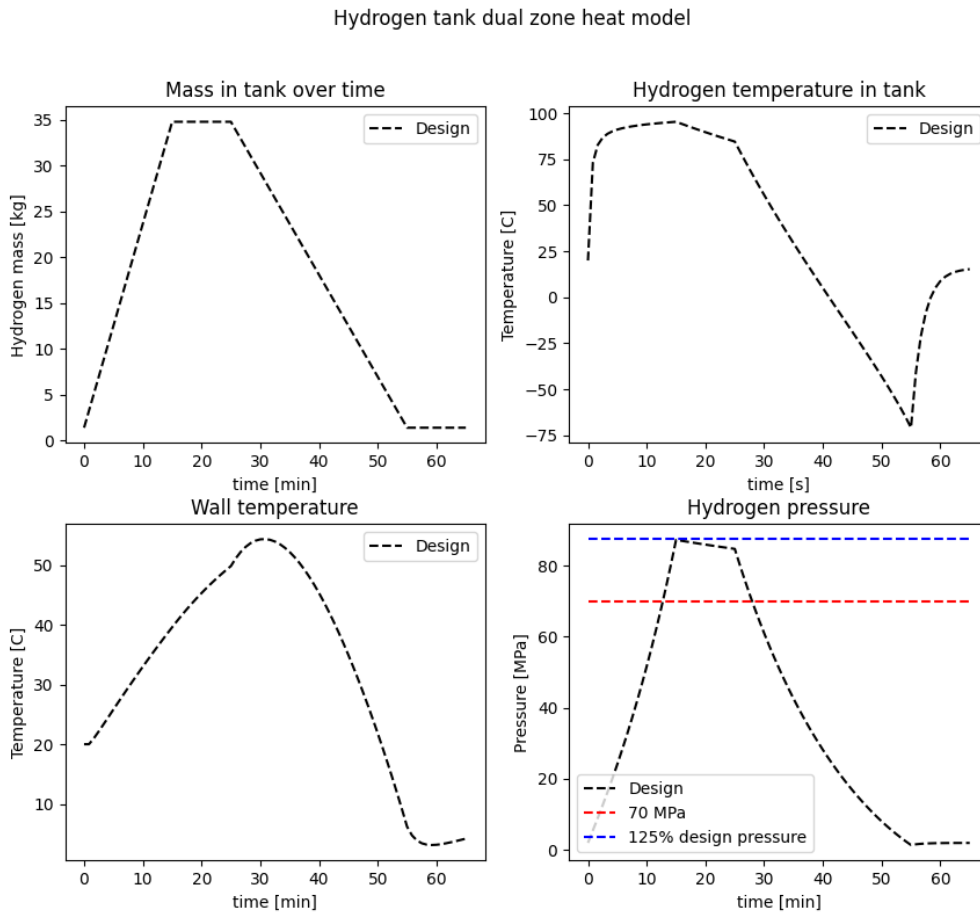 Hydrogen tank dual zone heat model
Mass in tank over time
Hydrogen mass [kg]
35
30
25
20
15
10
5
0
Design
0 10 20 30 40 50 60
time [min]
Hydrogen temperature in tank
Temperature [C]
100
75
50
25
0
−25
−50
−75
Design
0 10 20 30 40 50 60
time [s]
Wall temperature
Temperature [C]
50
40
30
20
10
Design
0 10 20 30 40 50 60
time [min]
Hydrogen pressure
Pressure [MPa]
80
60
40
20
0
Design
70 MPa
125% design pressure
0 10 20 30 40 50 60
time [min]